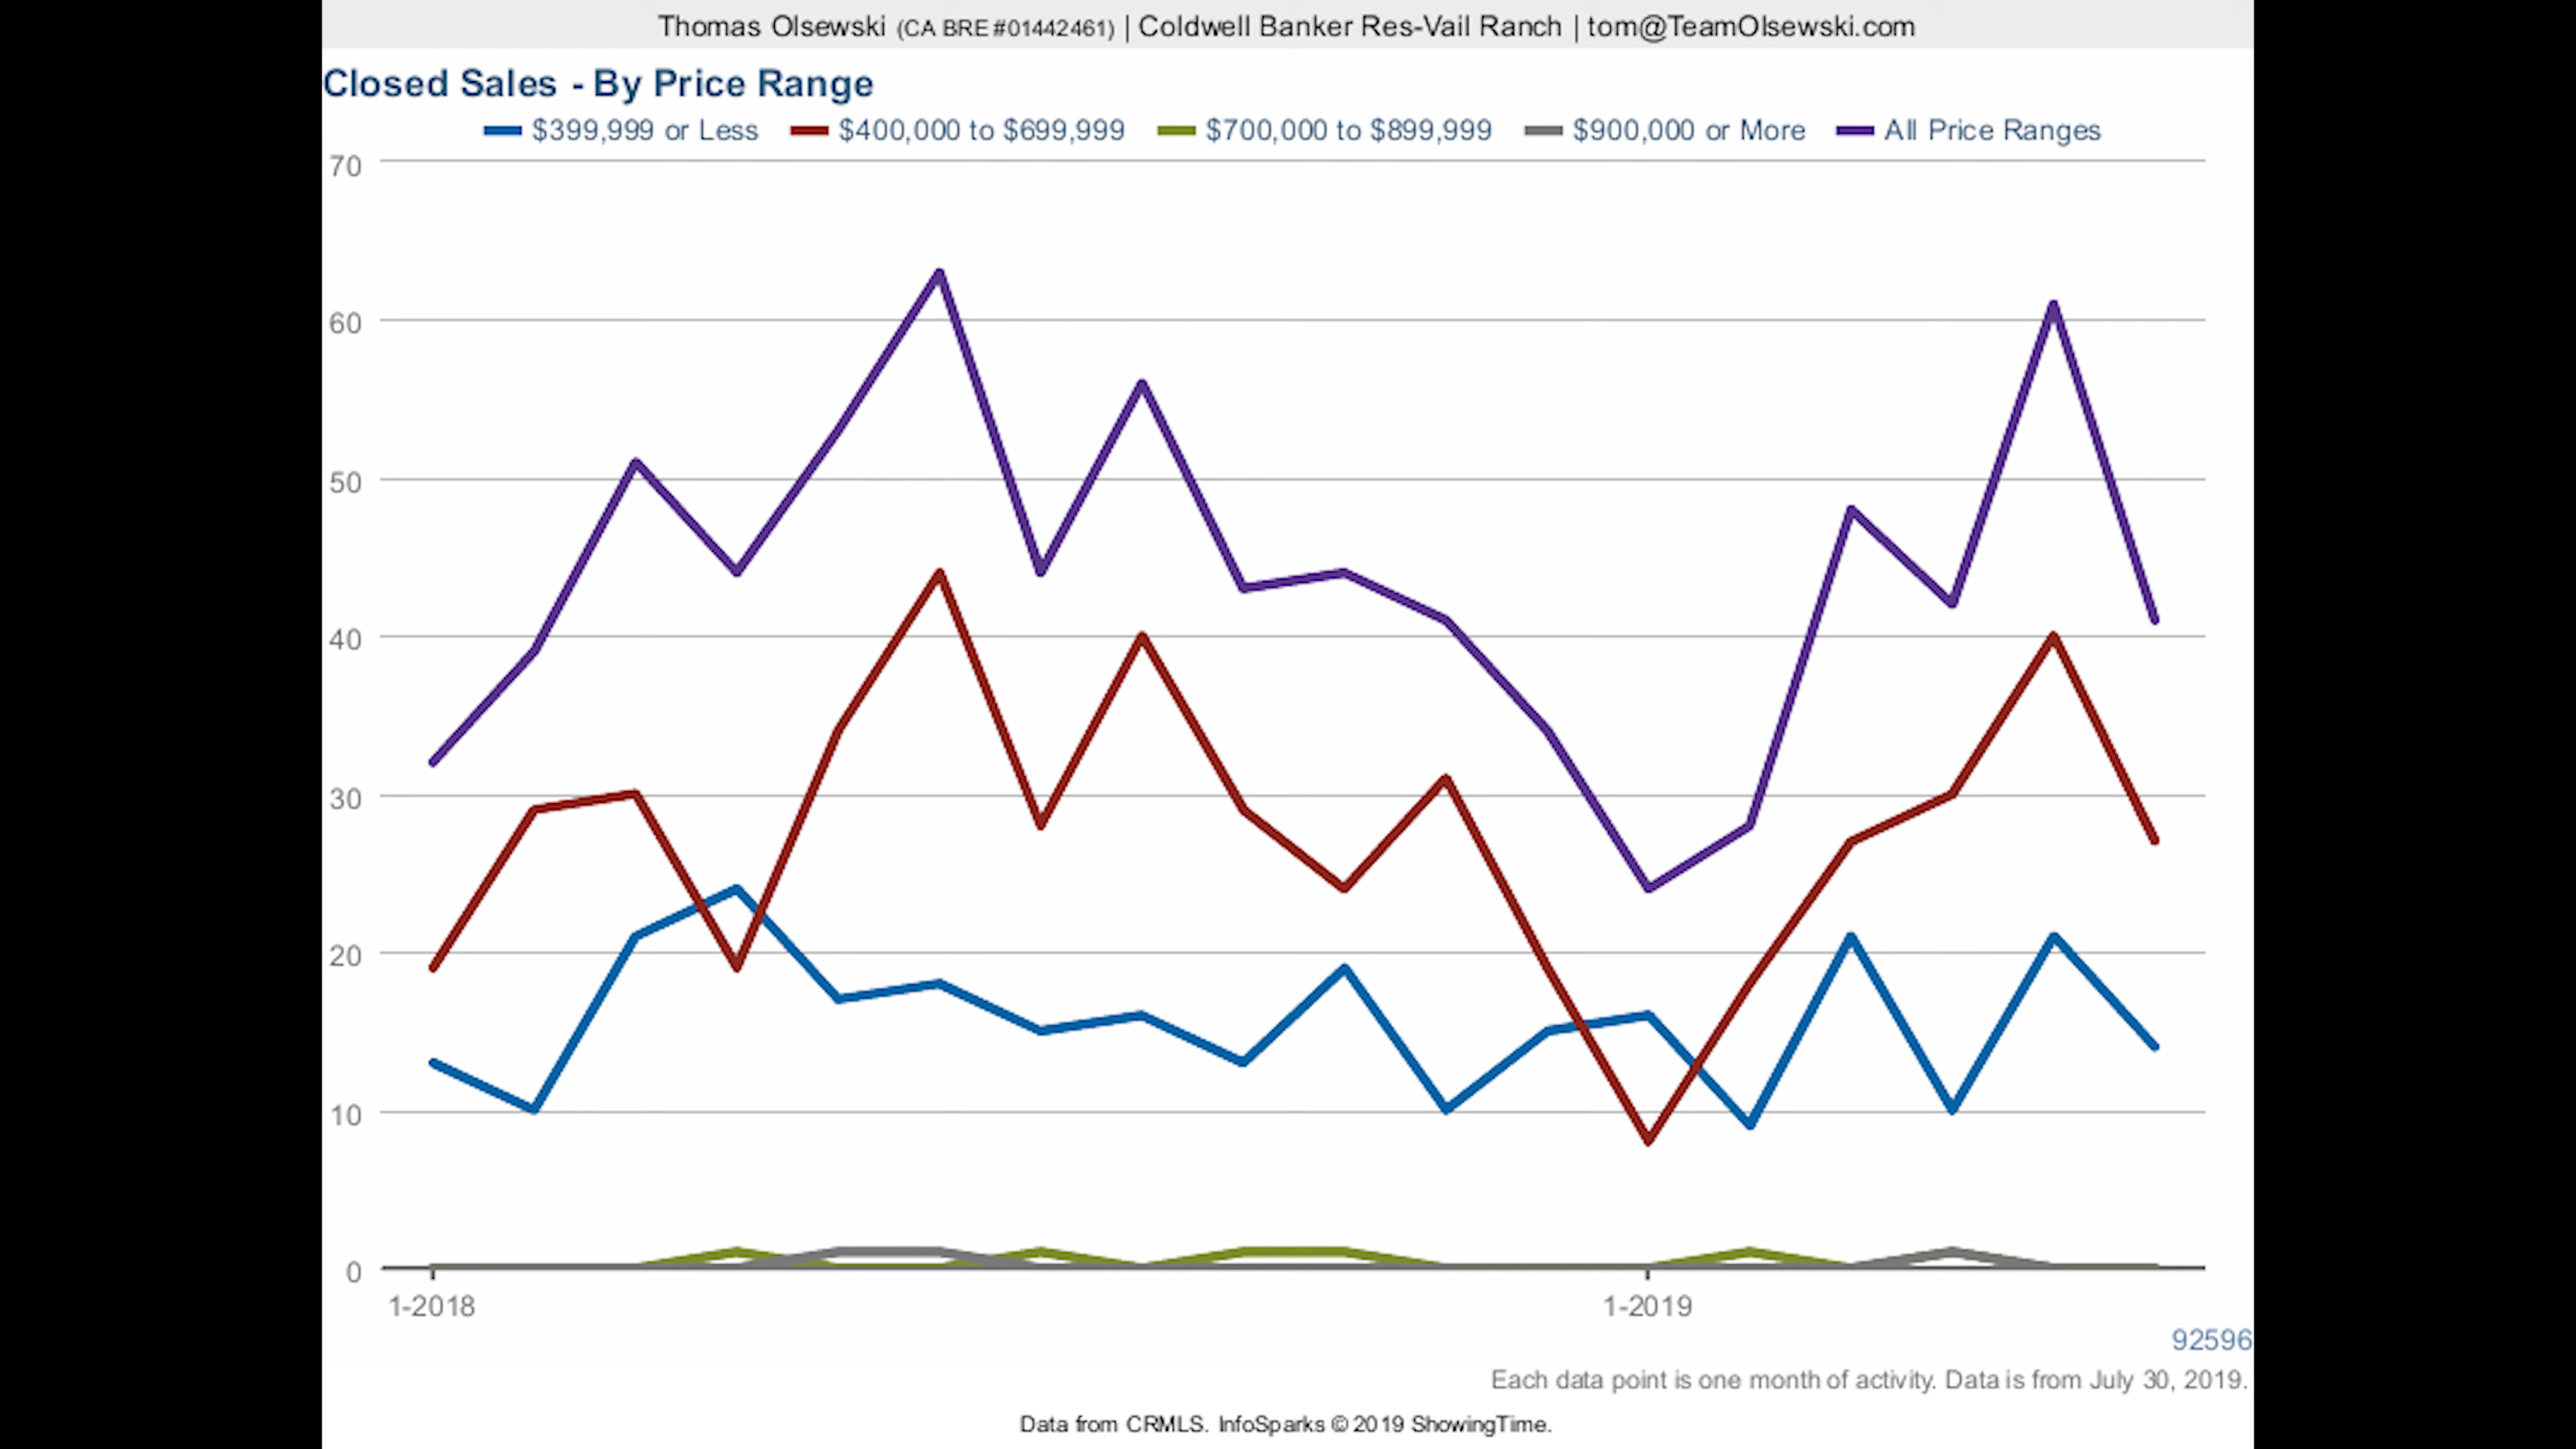 Thomas Olsewski (CA BRE #01442461) | Coldwell Banker Res-Vail Ranch | tom@TeamOlsewski.com
Closed Sales - By Price Range
$399,999 or Less $400,000 to $699,999 $700,000 to $899,999 $900,000 or More All Price Ranges
70
60
50
40
30
20
10
0
1-2018 1-2019
92596
Each data point is one month of activity. Data is from July 30, 2019.
Data from CRMLS. InfoSparks © 2019 ShowingTime.